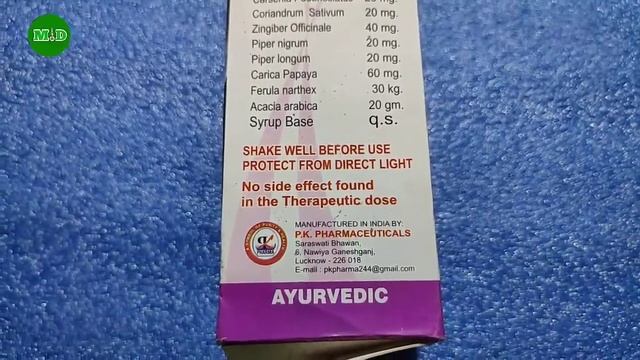 M.D
20 mg.
Coriandrum Sativum 20 mg.
Zingiber Officinale 40 mg.
Piper nigrum 20 mg.
Piper longum 20 mg.
Carica Papaya 60 mg.
Ferula narthex 30 kg.
Acacia arabica 20 gm.
Syrup Base q.s.
SHAKE WELL BEFORE USE
PROTECT FROM DIRECT LIGHT
No side effect found
in the Therapeutic dose
MANUFACTURED IN INDIA BY:
P.K. PHARMACEUTICALS
Saraswati Bhawan,
6, Nawiya Ganeshganj,
Lucknow - 226 018
E-mail : pkpharma244@gmail.com
AYURVEDIC